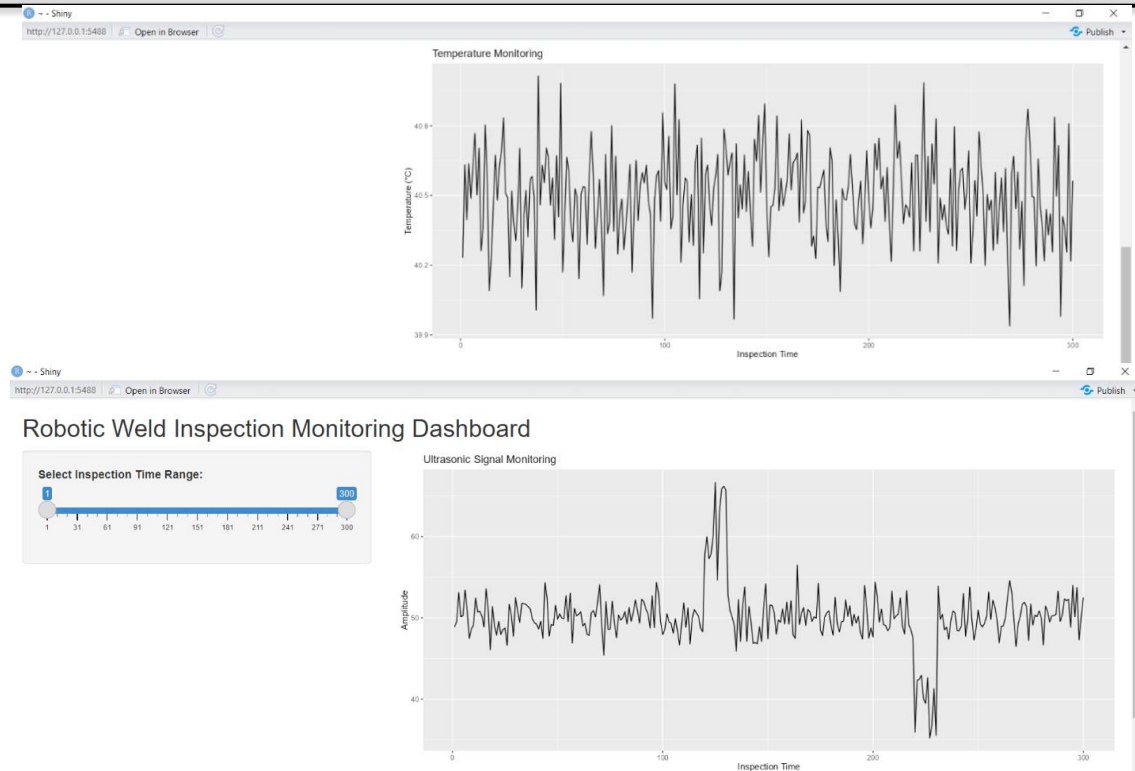 ~ - Shiny
http://127.0.0.1:5488 Open in Browser Publish
Temperature Monitoring
Temperature (°C)
40.8
40.5
40.2
39.9
0 100 200 300
Inspection Time
~ - Shiny
http://127.0.0.1:5488 Open in Browser Publish
Robotic Weld Inspection Monitoring Dashboard
Select Inspection Time Range:
1 300
1 31 61 91 121 151 181 211 241 271 300
Ultrasonic Signal Monitoring
Amplitude
60
50
40
0 100 200 300
Inspection Time